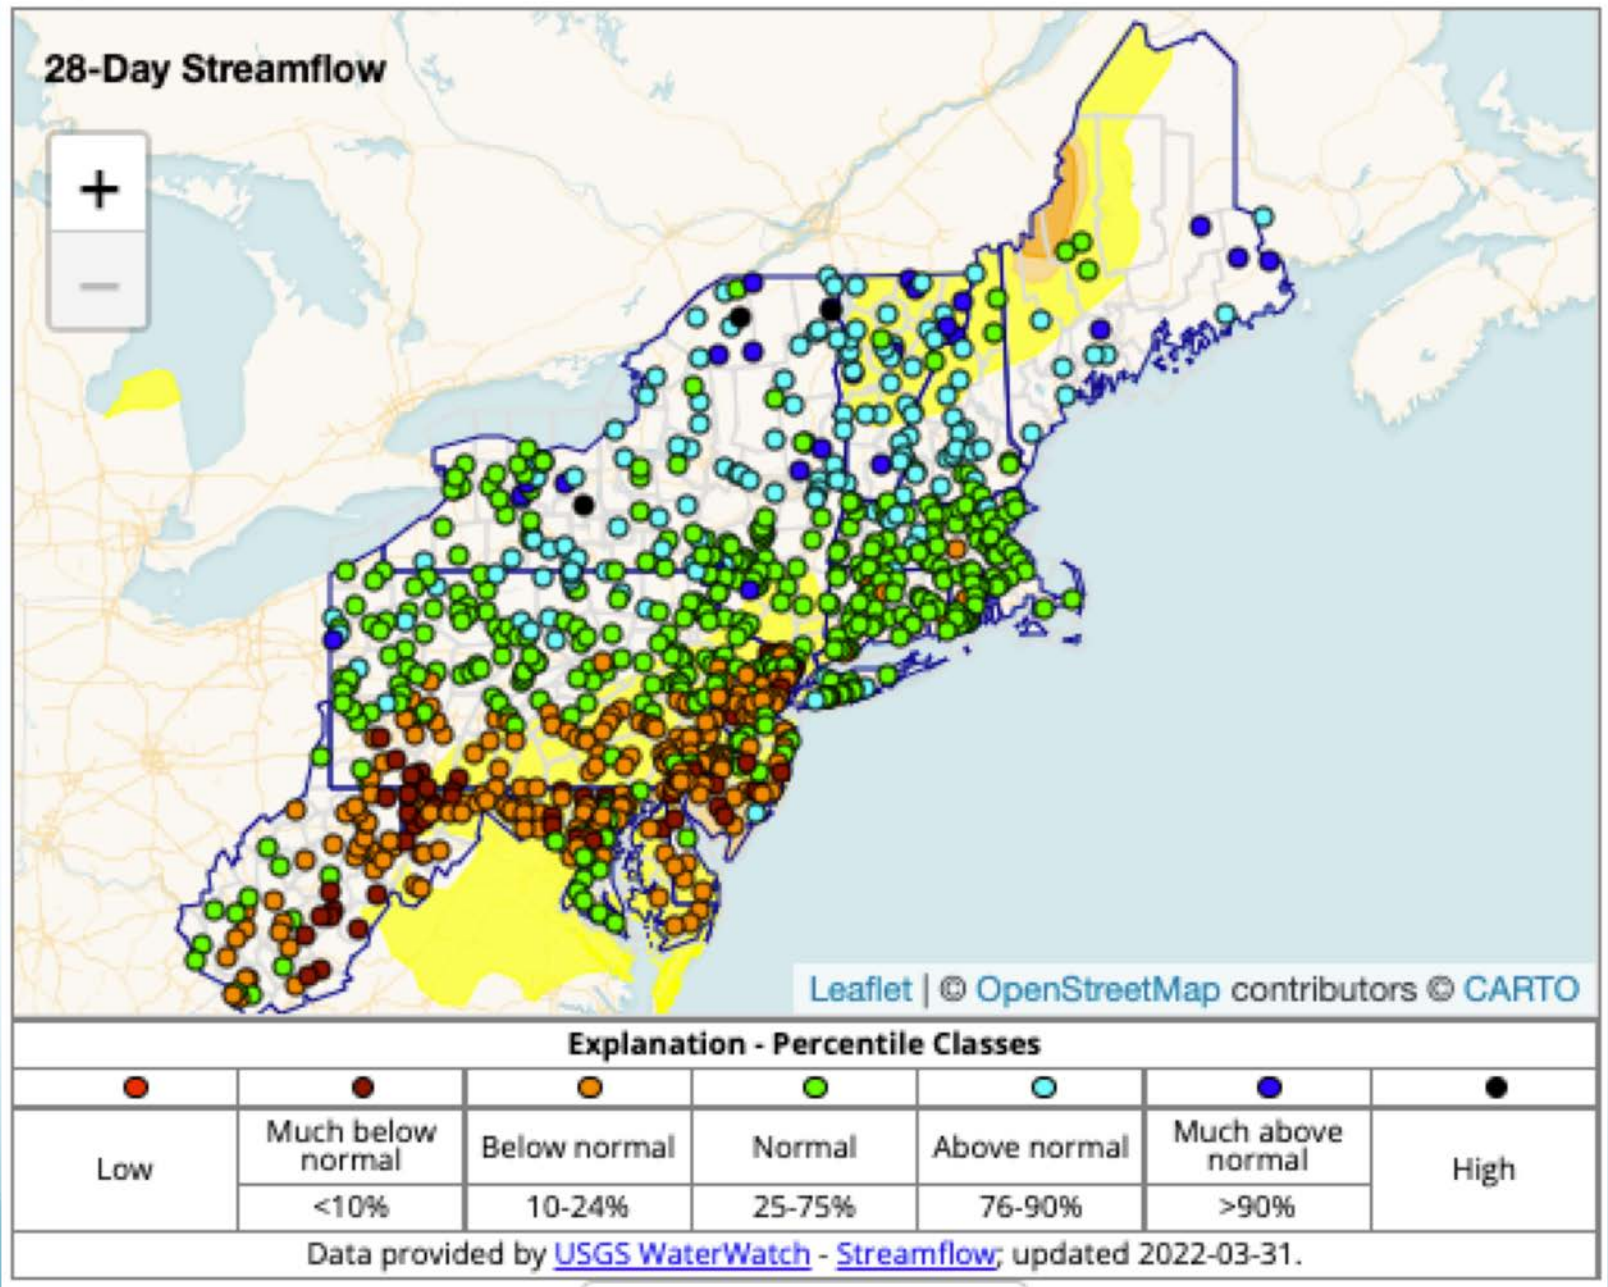 28-Day Streamflow
+
−
Leaflet | © OpenStreetMap contributors © CARTO
Explanation - Percentile Classes
Low
Much below normal
Below normal
Normal
Above normal
Much above normal
High
<10%
10-24%
25-75%
76-90%
>90%
Data provided by USGS WaterWatch - Streamflow; updated 2022-03-31.